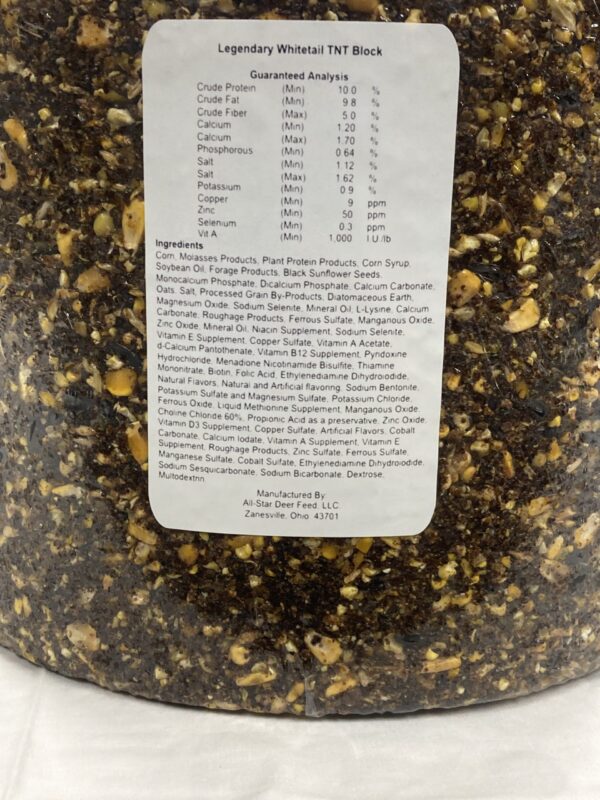 Legendary Whitetail TNT Block
Guaranteed Analysis
Crude Protein (Min) 10.0 %
Crude Fat (Min) 9.8 %
Crude Fiber (Max) 5.0 %
Calcium (Min) 1.20 %
Calcium (Max) 1.70 %
Phosphorous (Min) 0.64 %
Salt (Min) 1.12 %
Salt (Max) 1.62 %
Potassium (Min) 0.9 %
Copper (Min) 9 ppm
Zinc (Min) 50 ppm
Selenium (Min) 0.3 ppm
Vit A (Min) 1,000 I.U./lb
Ingredients
Corn, Molasses Products, Plant Protein Products, Corn Syrup,
Soybean Oil, Forage Products, Black Sunflower Seeds,
Monocalcium Phosphate, Dicalcium Phosphate, Calcium Carbonate,
Oats, Salt, Processed Grain By-Products, Diatomaceous Earth,
Magnesium Oxide, Sodium Selenite, Mineral Oil, L-Lysine, Calcium
Carbonate, Roughage Products, Ferrous Sulfate, Manganous Oxide,
Zinc Oxide, Mineral Oil, Niacin Supplement, Sodium Selenite,
Vitamin E Supplement, Copper Sulfate, Vitamin A Acetate,
d-Calcium Pantothenate, Vitamin B12 Supplement, Pyridoxine
Hydrochloride, Menadione Nicotinamide Bisulfite, Thiamine
Mononitrate, Biotin, Folic Acid, Ethylenediamine Dihydroiodide,
Natural Flavors, Natural and Artificial flavoring, Sodium Bentonite,
Potassium Sulfate and Magnesium Sulfate, Potassium Chloride,
Ferrous Oxide, Liquid Methionine Supplement, Manganous Oxide,
Choline Chloride 60%, Propionic Acid as a preservative, Zinc Oxide,
Vitamin D3 Supplement, Copper Sulfate, Artificial Flavors, Cobalt
Carbonate, Calcium Iodate, Vitamin A Supplement, Vitamin E
Supplement, Roughage Products, Zinc Sulfate, Ferrous Sulfate,
Manganese Sulfate, Cobalt Sulfate, Ethylenediamine Dihydroiodide,
Sodium Sesquicarbonate, Sodium Bicarbonate, Dextrose,
Multodextrin
Manufactured By
All-Star Deer Feed, LLC
Zanesville, Ohio 43701